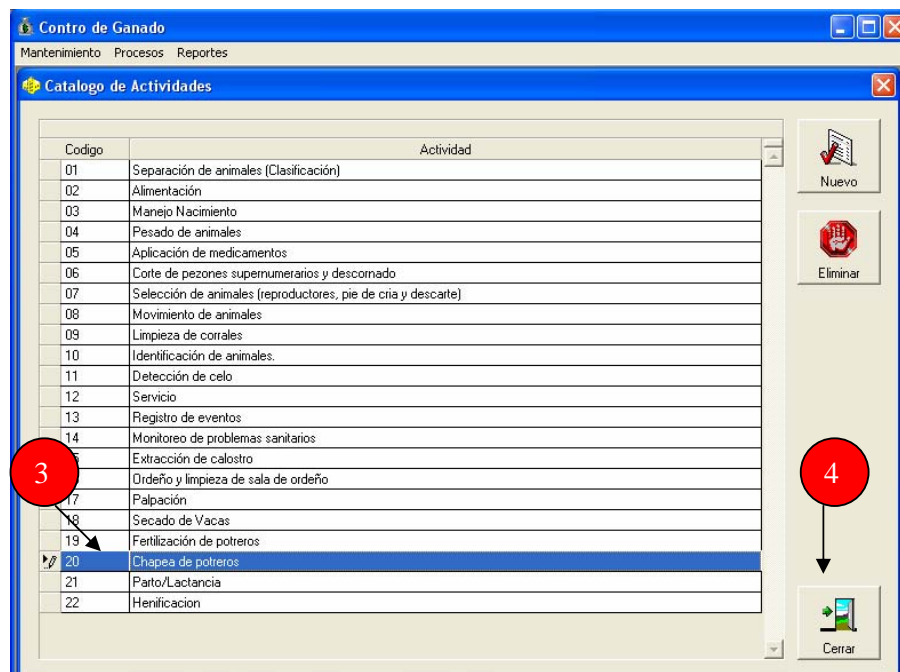 Contro de Ganado
Mantenimiento Procesos Reportes
Catalogo de Actividades
Codigo Actividad
01 Separación de animales (Clasificación)
02 Alimentación
03 Manejo Nacimiento
04 Pesado de animales
05 Aplicación de medicamentos
06 Corte de pezones supernumerarios y descornado
07 Selección de animales (reproductores, pie de cria y descarte)
08 Movimiento de animales
09 Limpieza de corrales
10 Identificación de animales.
11 Detección de celo
12 Servicio
13 Registro de eventos
14 Monitoreo de problemas sanitarios
Extracción de calostro
Ordeño y limpieza de sala de ordeño
17 Palpación
18 Secado de Vacas
19 Fertilización de potreros
20 Chapea de potreros
21 Parto/Lactancia
22 Henificacion
Nuevo
Eliminar
3
4
Cerrar